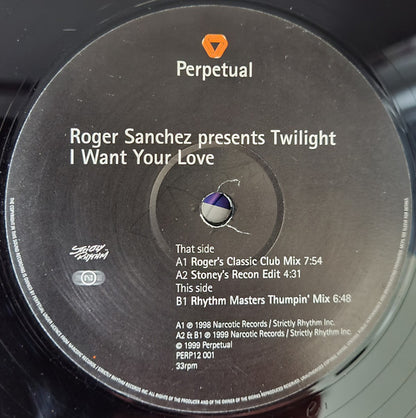 Perpetual
Roger Sanchez presents Twilight
I Want Your Love
STRICTLY
RHYTHM
That side
A1 Roger's Classic Club Mix 7:54
A2 Stoney's Recon Edit 4:31
This side
B1 Rhythm Masters Thumpin' Mix 6:48
A1 ℗ 1998 Narcotic Records / Strictly Rhythm Inc.
A2 & B1 ℗ 1999 Narcotic Records / Strictly Rhythm Inc.
© 1999 Perpetual
PERP12 001
33rpm